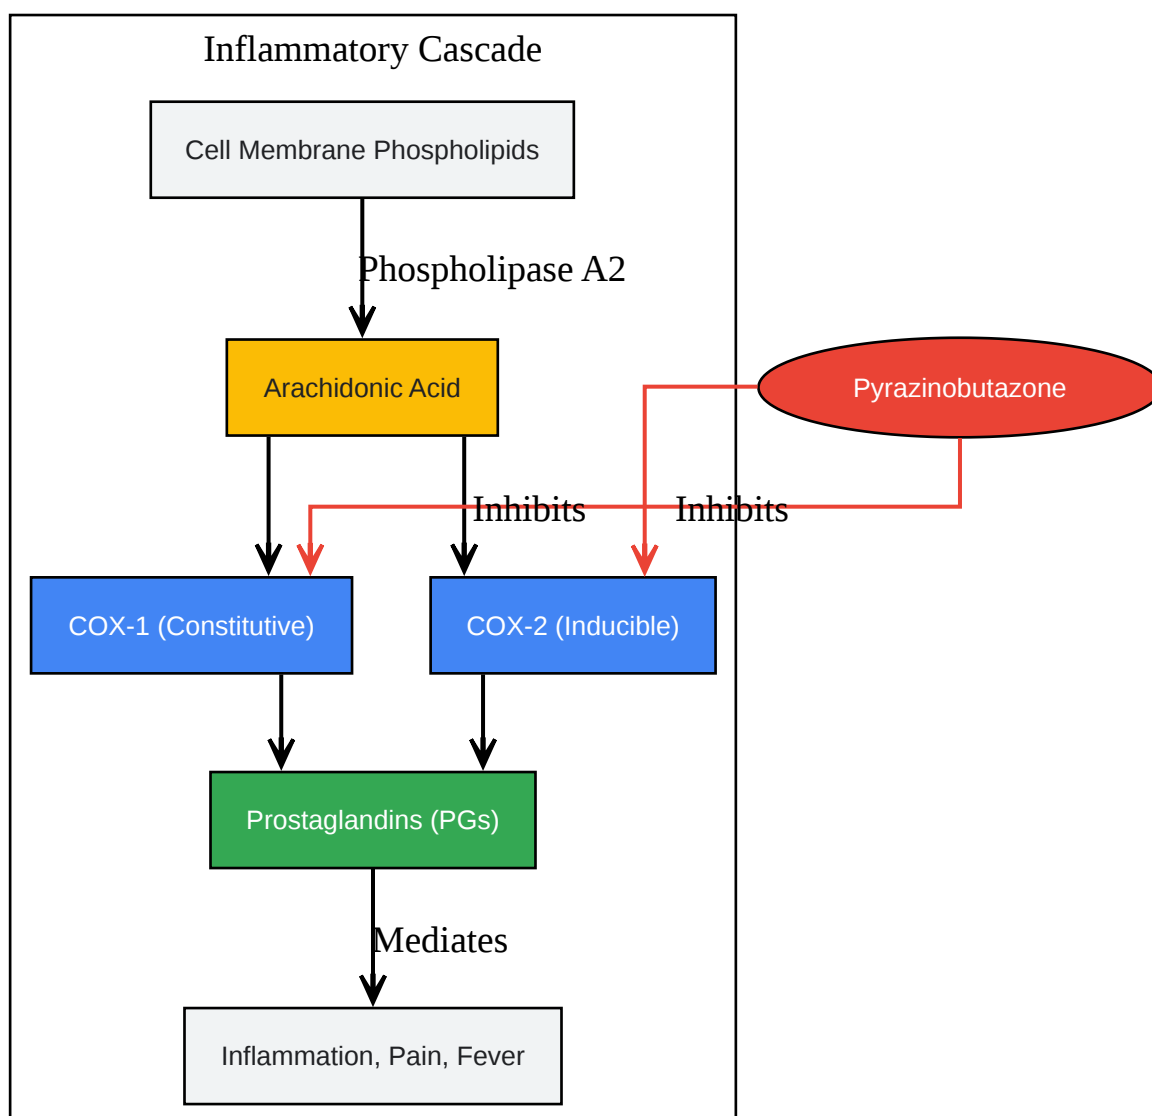 Inflammatory Cascade
Cell Membrane Phospholipids
Phospholipase A2
Arachidonic Acid
Pyrazinobutazone
Inhibits
Inhibits
COX-1 (Constitutive)
COX-2 (Inducible)
Prostaglandins (PGs)
Mediates
Inflammation, Pain, Fever